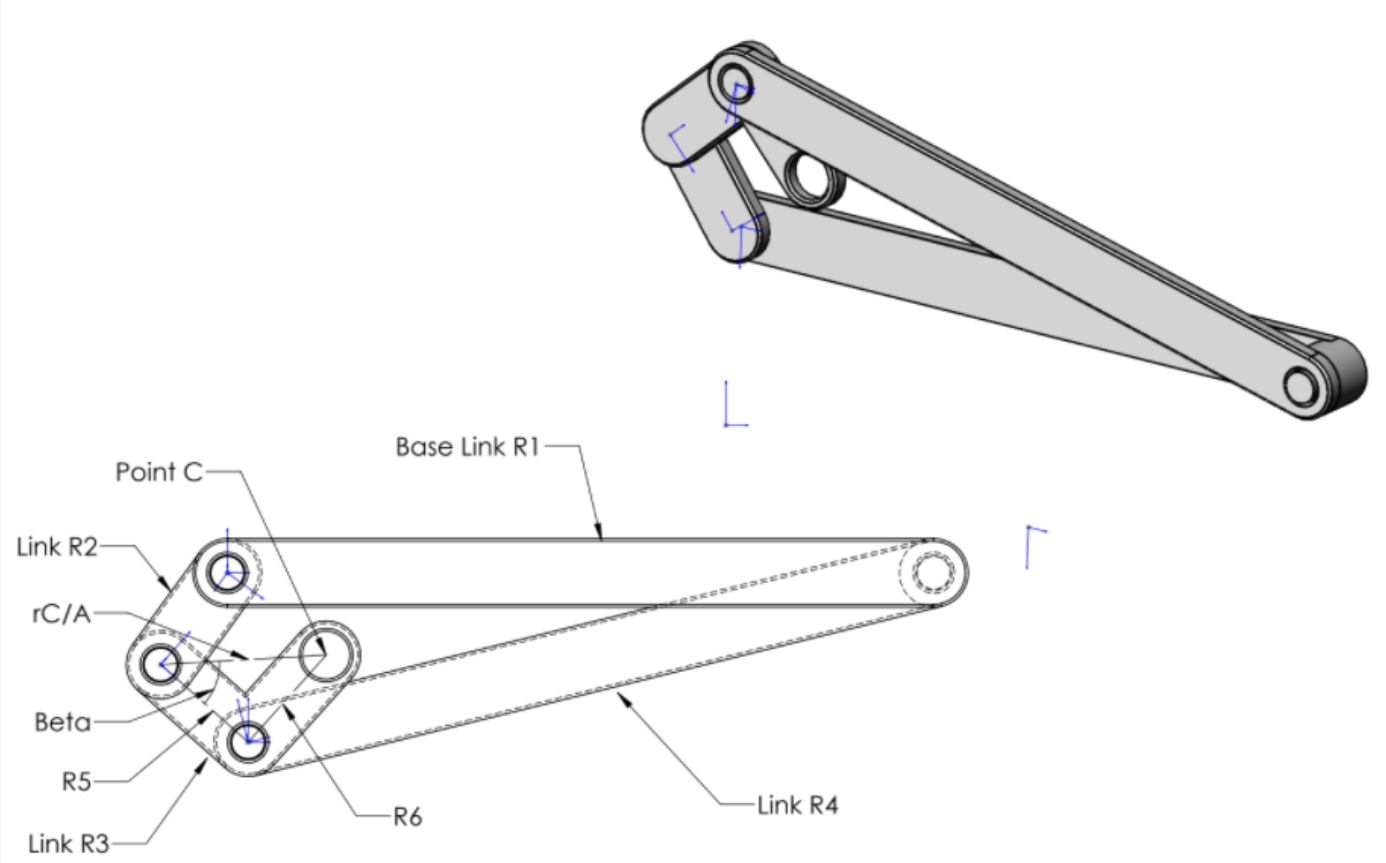 Base Link R1
Point C
Link R2
rC/A
Beta
R5
R6
Link R4
Link R3